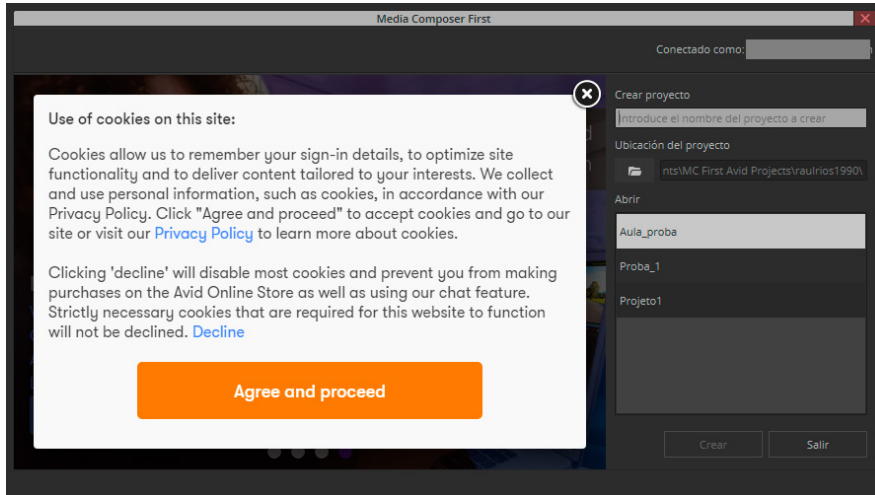 Media Composer First
Conectado como:
Use of cookies on this site:
Cookies allow us to remember your sign-in details, to optimize site
functionality and to deliver content tailored to your interests. We collect
and use personal information, such as cookies, in accordance with our
Privacy Policy. Click "Agree and proceed" to accept cookies and go to our
site or visit our Privacy Policy to learn more about cookies.
Clicking 'decline' will disable most cookies and prevent you from making
purchases on the Avid Online Store as well as using our chat feature.
Strictly necessary cookies that are required for this website to function
will not be declined. Decline
Agree and proceed
Crear proyecto
Introduce el nombre del proyecto a crear
Ubicación del proyecto
nts\MC First Avid Projects\raulrios1990\
Abrir
Aula_proba
Proba_1
Projeto1
Crear
Salir